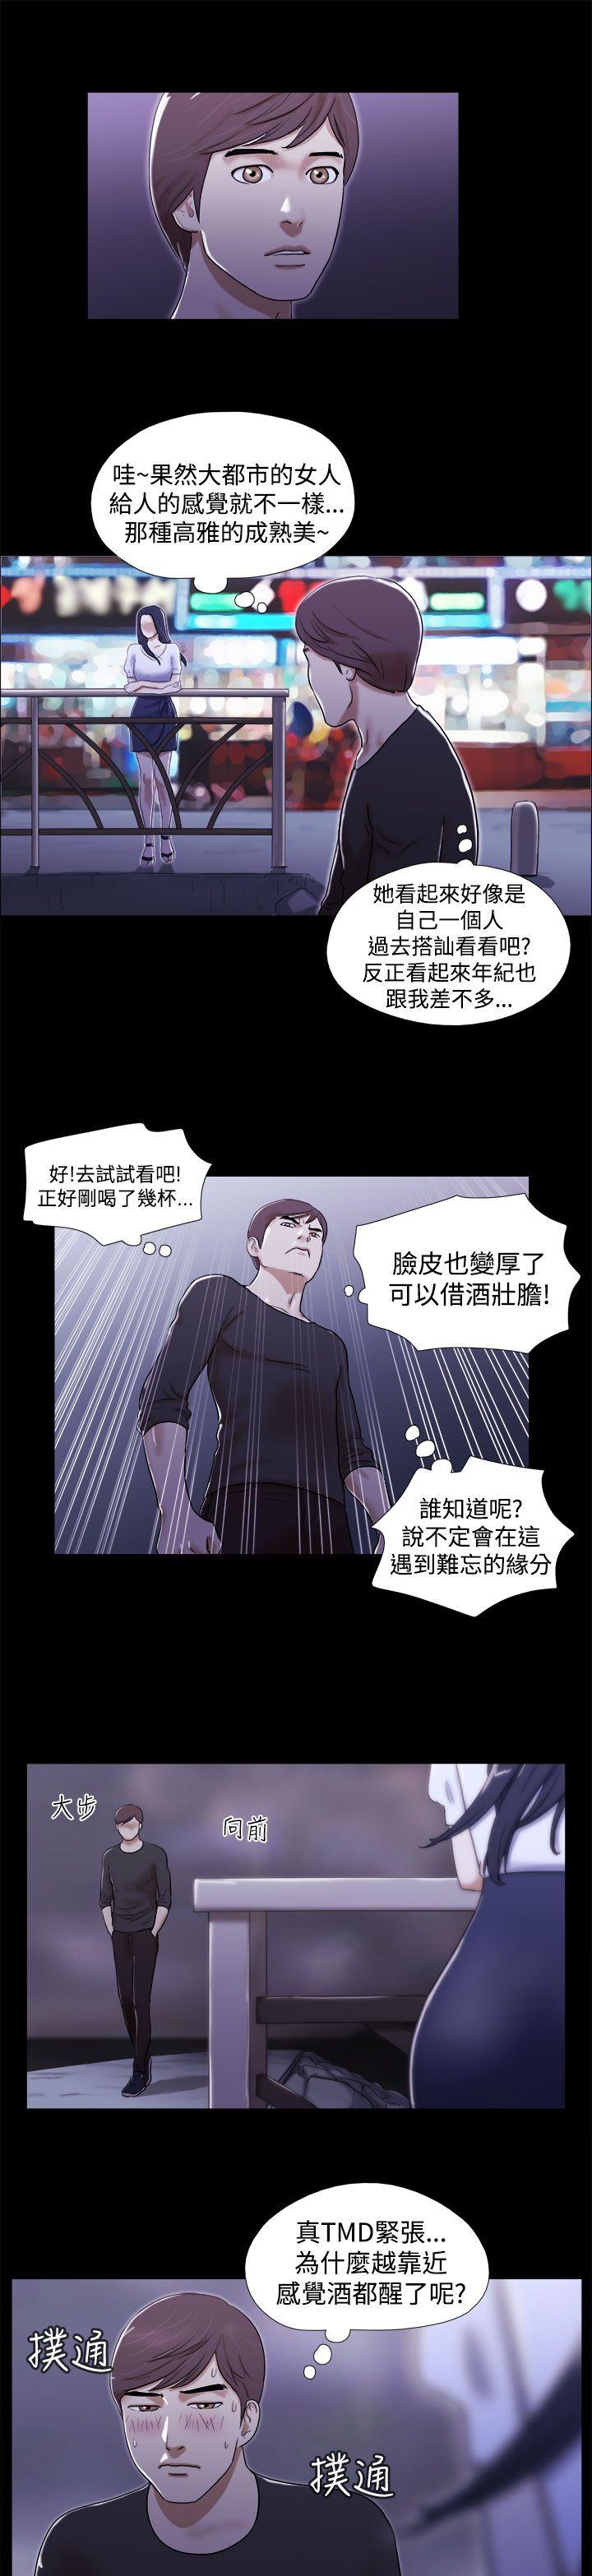 哇~果然大都市的女人
給人的感覺就不一樣...
那種高雅的成熟美~
她看起來好像是
自己一個人
過去搭訕看看吧?
反正看起來年紀也
跟我差不多...
好!去試試看吧!
正好剛喝了幾杯...
臉皮也變厚了
可以借酒壯膽!
誰知道呢?
說不定會在這
遇到難忘的緣分
大步
向前
真TMD緊張...
為什麼越靠近
感覺酒都醒了呢?
撲通
撲通